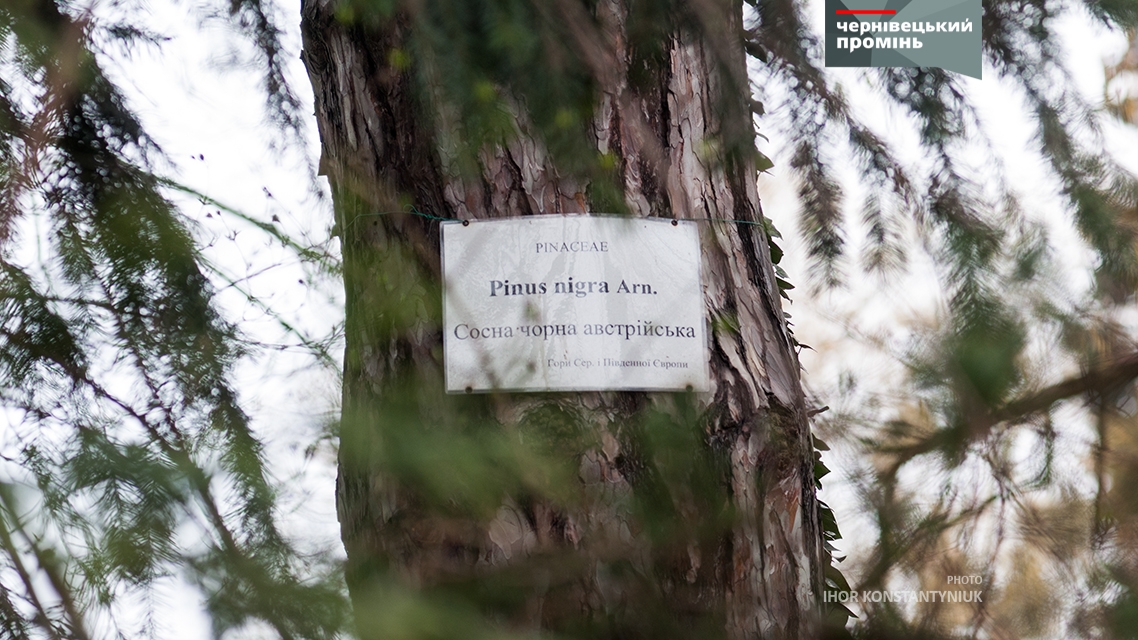 чернівецький
промінь
PINACEAE
Pinus nigra Arn.
Сосна чорна австрійська
Гори Сер. і Південної Європи
PHOTO
IHOR KONSTANTYNIUK